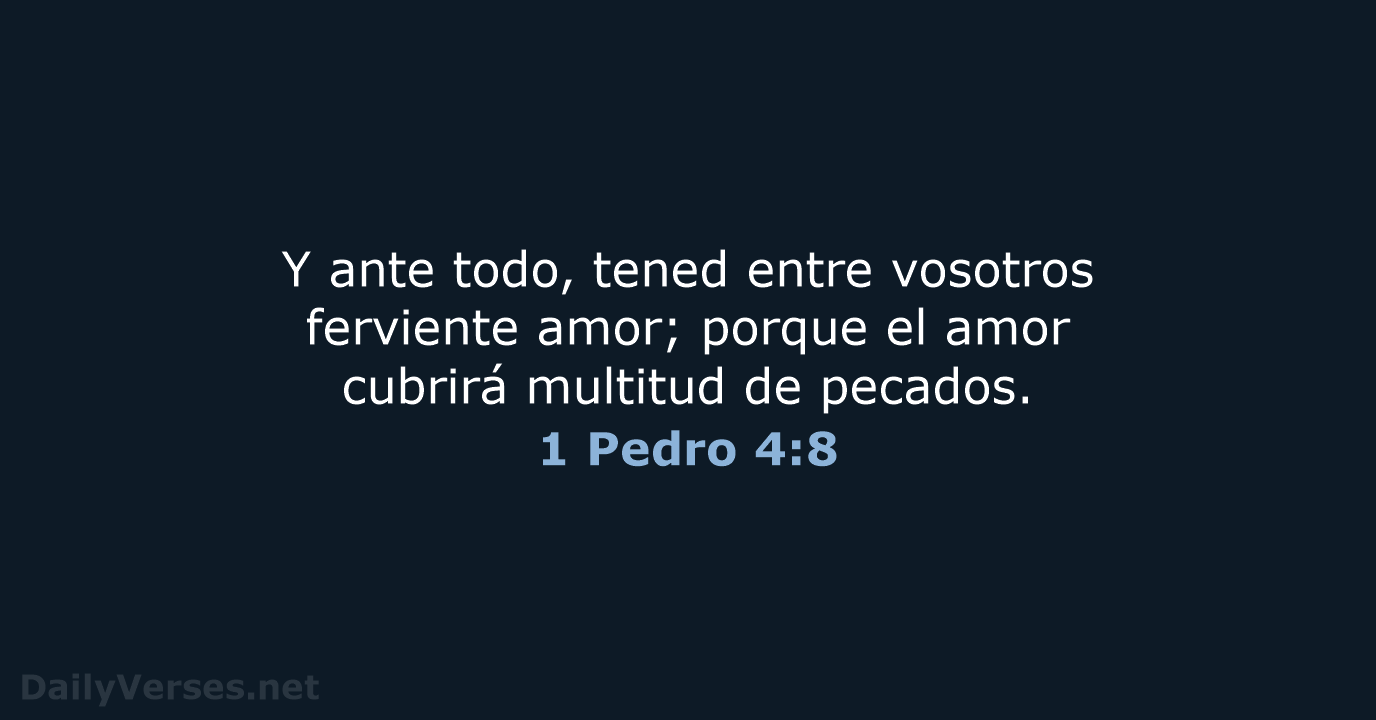 Y ante todo, tened entre vosotros
ferviente amor; porque el amor
cubrirá multitud de pecados.
1 Pedro 4:8
DailyVerses.net